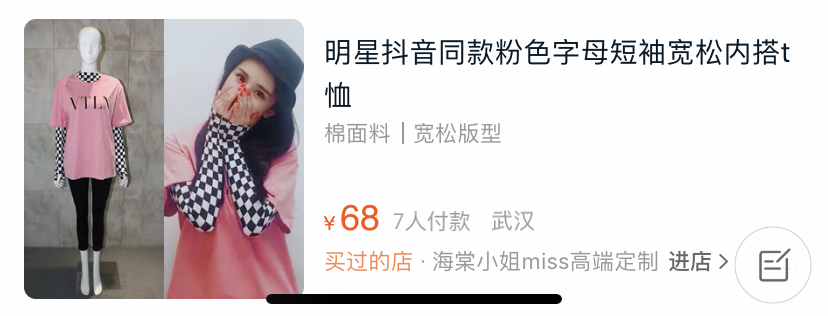 明星抖音同款粉色字母短袖宽松内搭t
恤
棉面料 | 宽松版型
VTLV
¥68 7人付款 武汉
买过的店 · 海棠小姐miss高端定制 进店 >